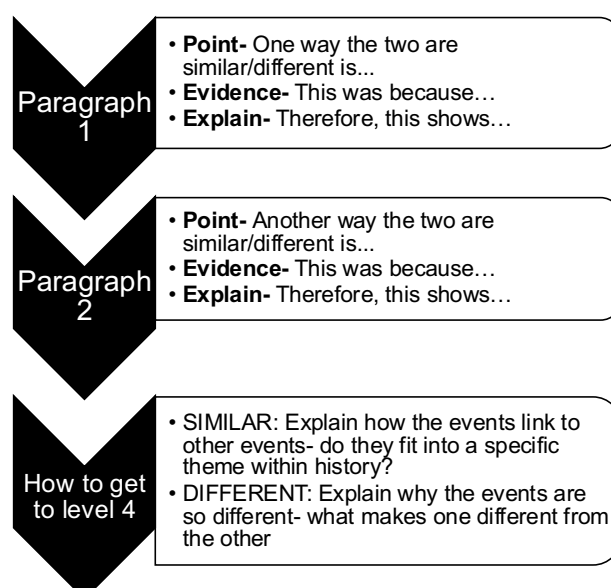 Paragraph
1
• Point- One way the two are
similar/different is...
• Evidence- This was because…
• Explain- Therefore, this shows…
Paragraph
2
• Point- Another way the two are
similar/different is...
• Evidence- This was because…
• Explain- Therefore, this shows…
How to get
to level 4
• SIMILAR: Explain how the events link to
other events- do they fit into a specific
theme within history?
• DIFFERENT: Explain why the events are
so different- what makes one different from
the other